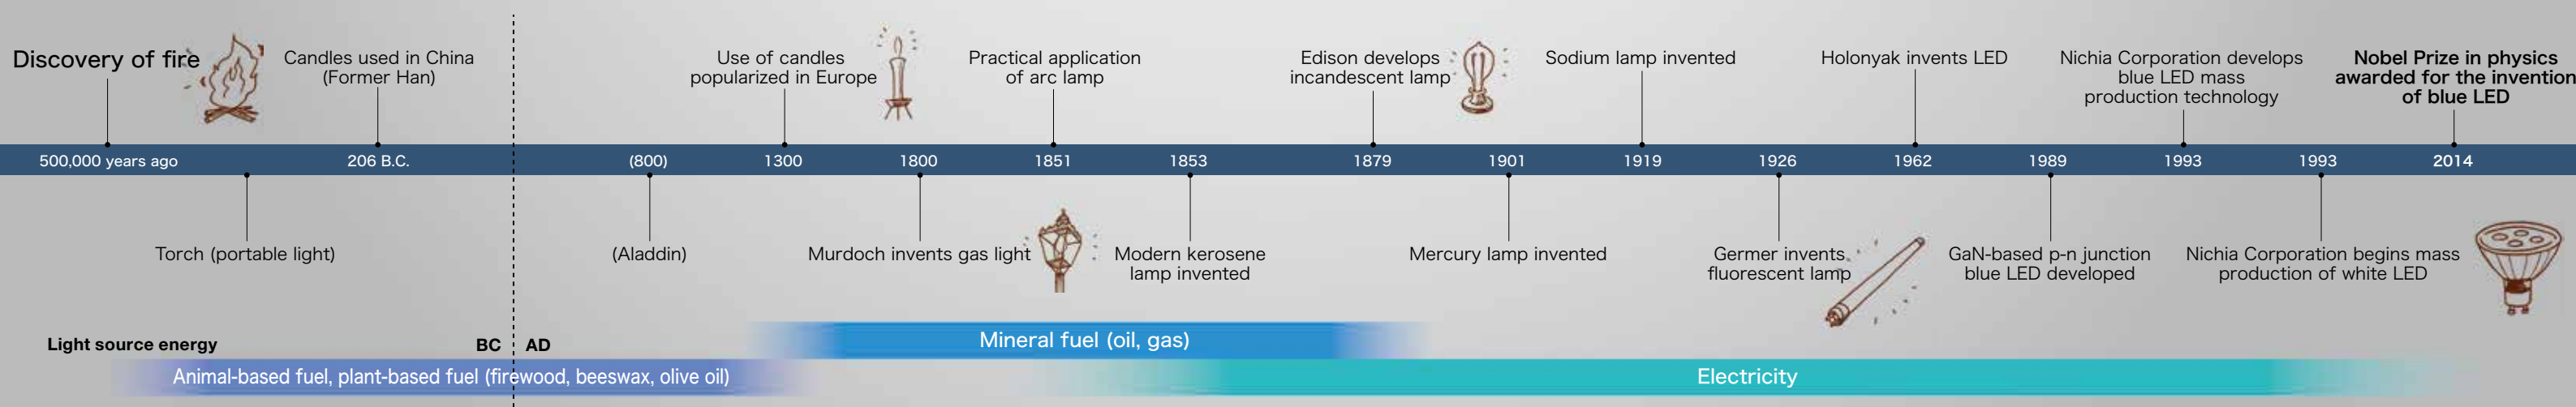 Discovery of fire
Candles used in China
(Former Han)
Use of candles
popularized in Europe
Practical application
of arc lamp
Edison develops
incandescent lamp
Sodium lamp invented
Holonyak invents LED
Nichia Corporation develops
blue LED mass
production technology
Nobel Prize in physics
awarded for the invention
of blue LED
500,000 years ago
206 B.C.
(800)
1300
1800
1851
1853
1879
1901
1919
1926
1962
1989
1993
1993
2014
Torch (portable light)
(Aladdin)
Murdoch invents gas light
Modern kerosene
lamp invented
Mercury lamp invented
Germer invents
fluorescent lamp
GaN-based p-n junction
blue LED developed
Nichia Corporation begins mass
production of white LED
Light source energy
BC
AD
Mineral fuel (oil, gas)
Animal-based fuel, plant-based fuel (firewood, beeswax, olive oil)
Electricity